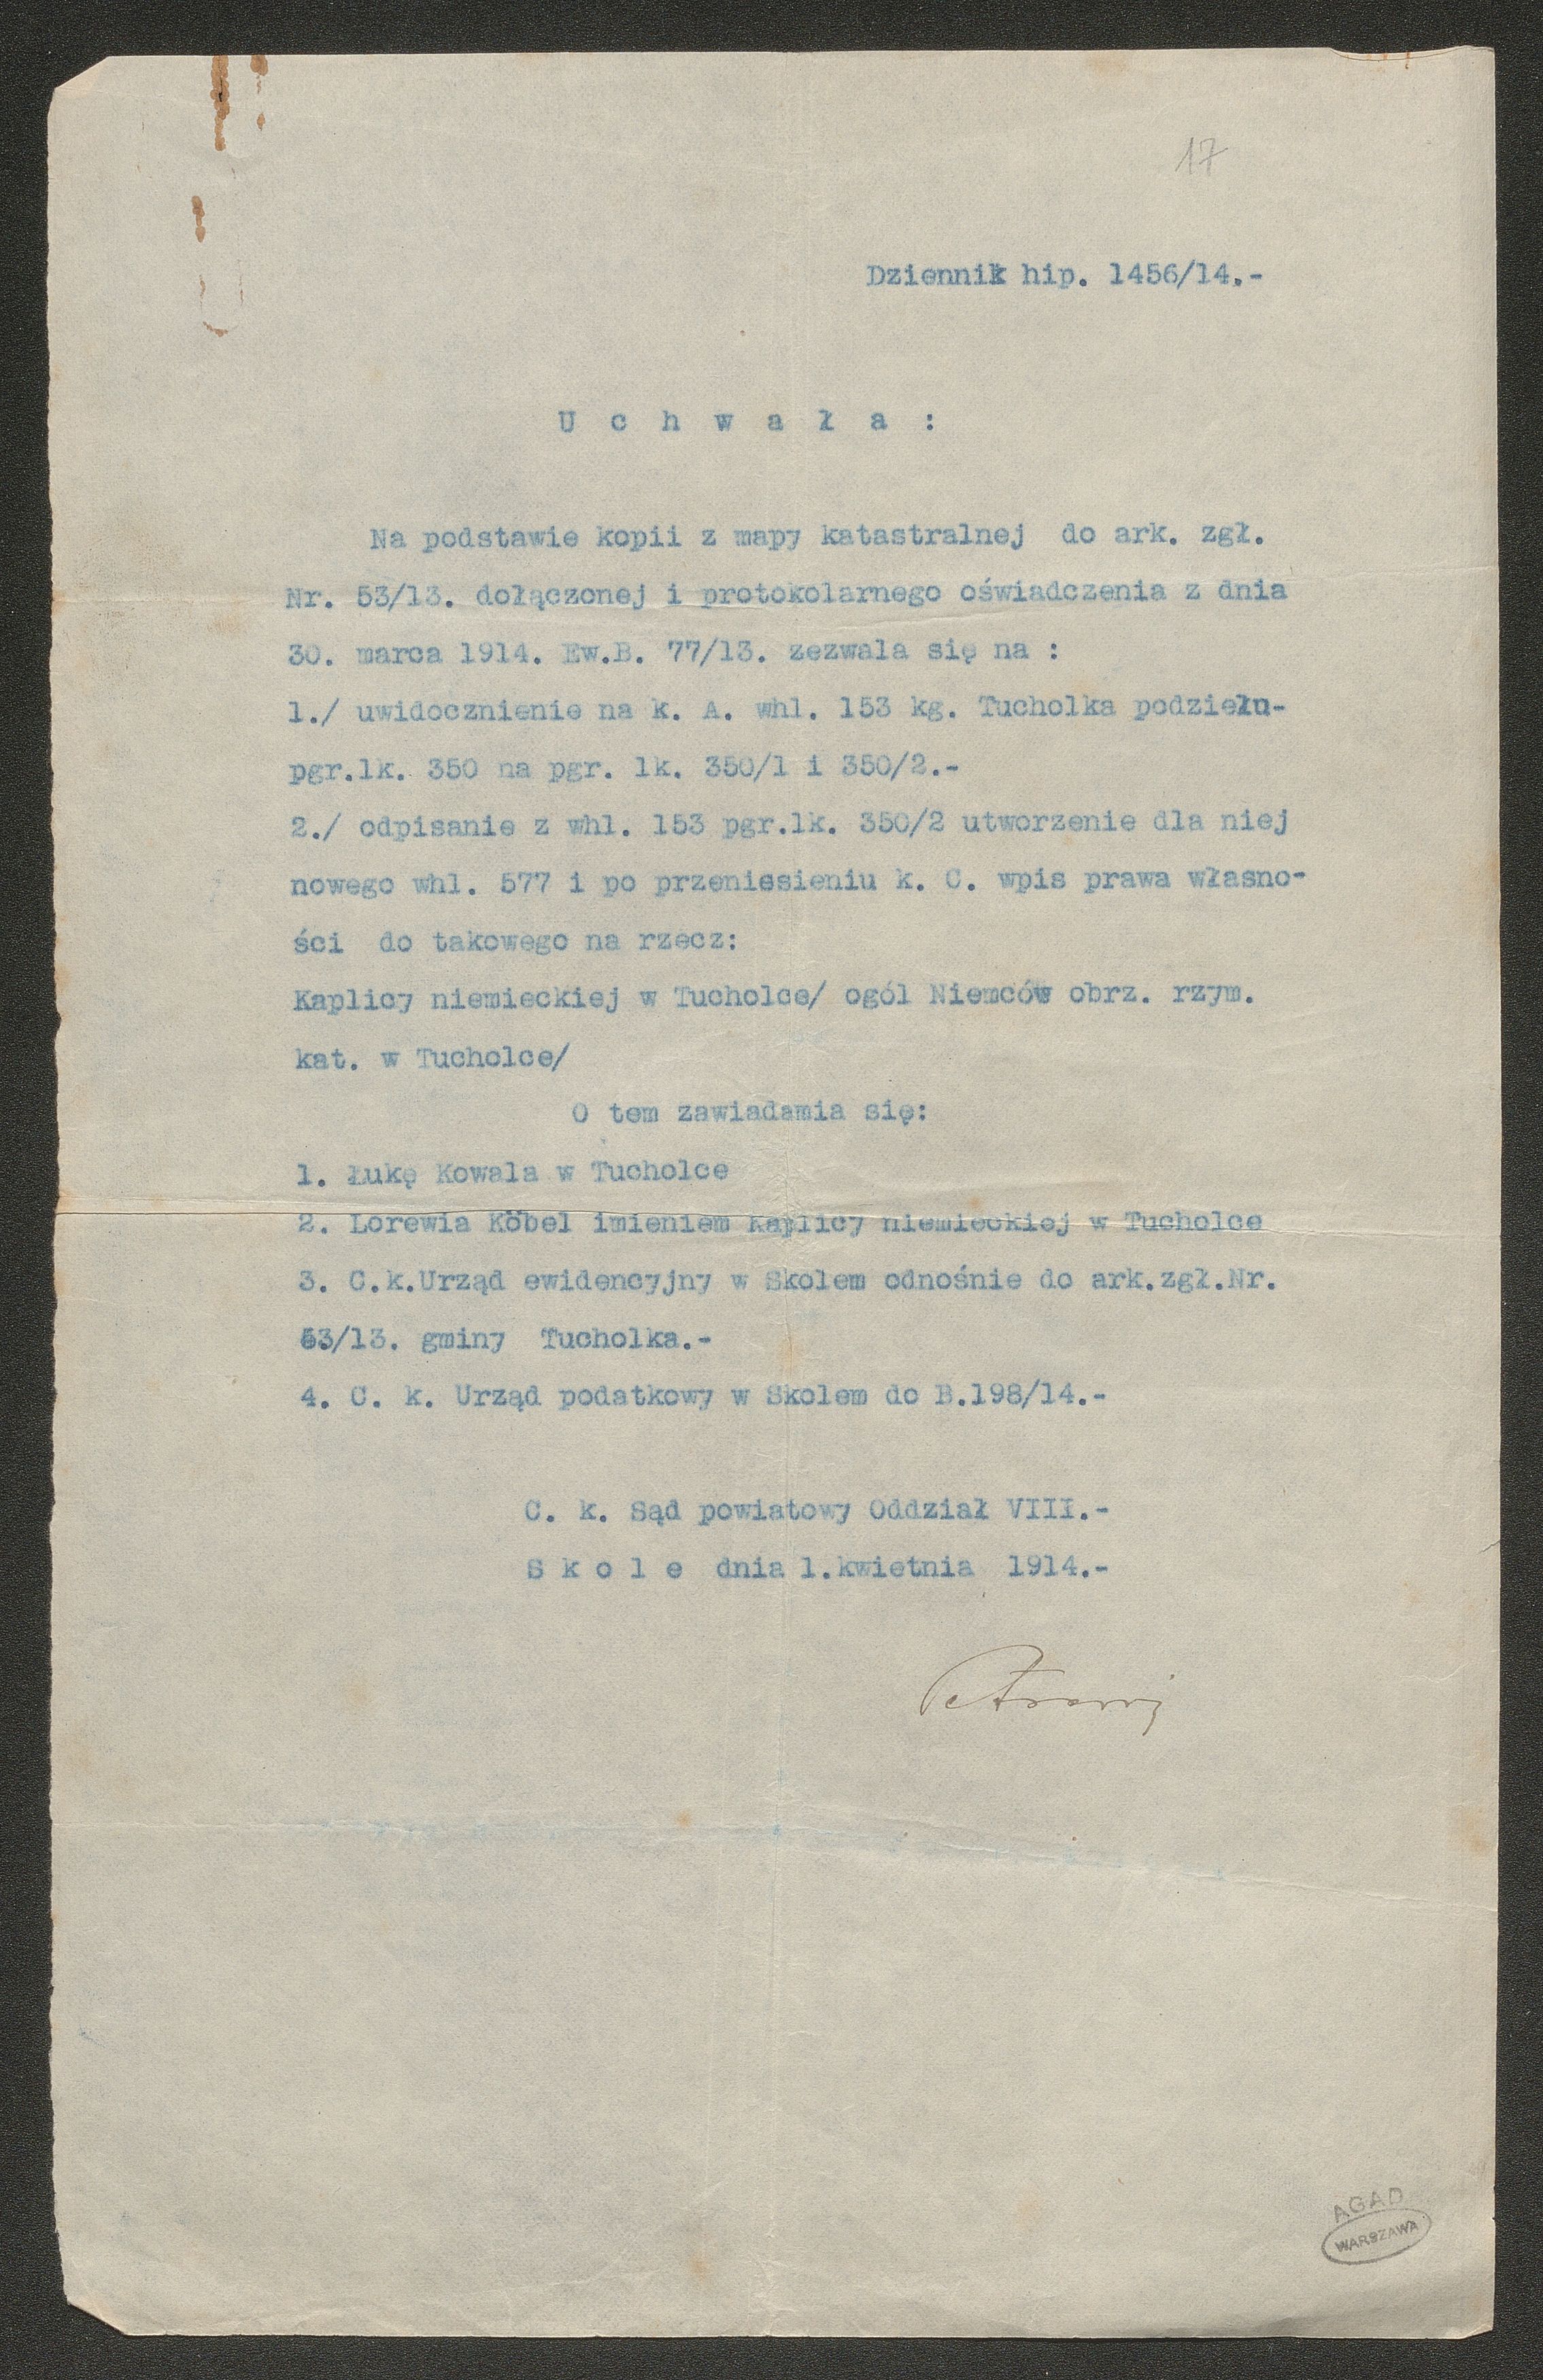 17
Dziennik hip. 1456/14.-
U c h w a ł a :
Na podstawie kopii z mapy katastralnej do ark. zgł.
Nr. 53/13. dołączonej i protokolarnego oświadczenia z dnia
30. marca 1914. Ew.B. 77/13. zezwala się na :
1./ uwidocznienie na k. A. whl. 153 kg. Tucholka podziełu-
pgr.lk. 350 na pgr. lk. 350/1 i 350/2.-
2./ odpisanie z whl. 153 pgr.lk. 350/2 utworzenie dla niej
nowego whl. 577 i po przeniesieniu k. C. wpis prawa własno-
ści do takowego na rzecz:
Kaplicy niemieckiej w Tucholce/ ogól Niemców obrz. rzym.
kat. w Tucholce/
O tem zawiadamia się:
1. Łukę Kowala w Tucholce
2. Lorewia Köbel imieniem Kaplicy niemieckiej w Tucholce
3. C.k.Urząd ewidencyjny w Skolem odnośnie do ark.zgł.Nr.
53/13. gminy Tucholka.-
4. C. k. Urząd podatkowy w Skolem do B.198/14.-
C. k. Sąd powiatowy Oddział VIII.-
S k o l e dnia 1.kwietnia 1914.-
AGAD
WARSZAWA